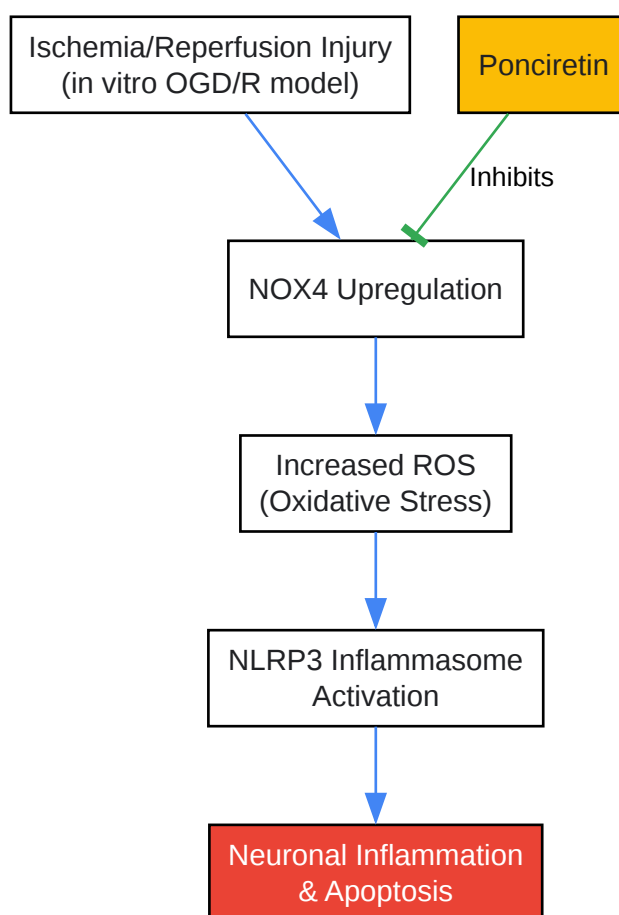 Ischemia/Reperfusion Injury
(in vitro OGD/R model)
Ponciretin
Inhibits
NOX4 Upregulation
Increased ROS
(Oxidative Stress)
NLRP3 Inflammasome
Activation
Neuronal Inflammation
& Apoptosis